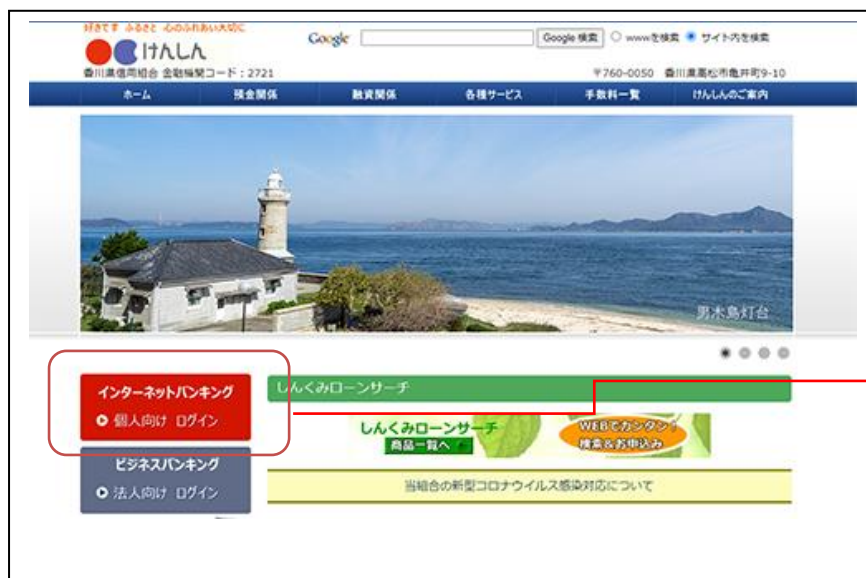 好きです ふるさと 心のふれあい大切に
けんしん
Google
Google 検索
wwwを検索
サイト内を検索
香川県信用組合 金融機関コード:2721
〒760-0050 香川県高松市亀井町9-10
ホーム
預金関係
融資関係
各種サービス
手数料一覧
けんしんのご案内
男木島灯台
インターネットバンキング
個人向け ログイン
しんくみローンサーチ
しんくみローンサーチ
商品一覧へ
WEBでカンタン!
検索&お申込み
ビジネスバンキング
法人向け ログイン
当組合の新型コロナウイルス感染対応について